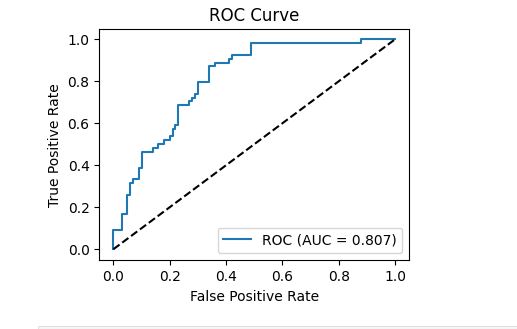 ROC Curve
True Positive Rate
1.0
0.8
0.6
0.4
0.2
0.0
ROC (AUC = 0.807)
0.0 0.2 0.4 0.6 0.8 1.0
False Positive Rate